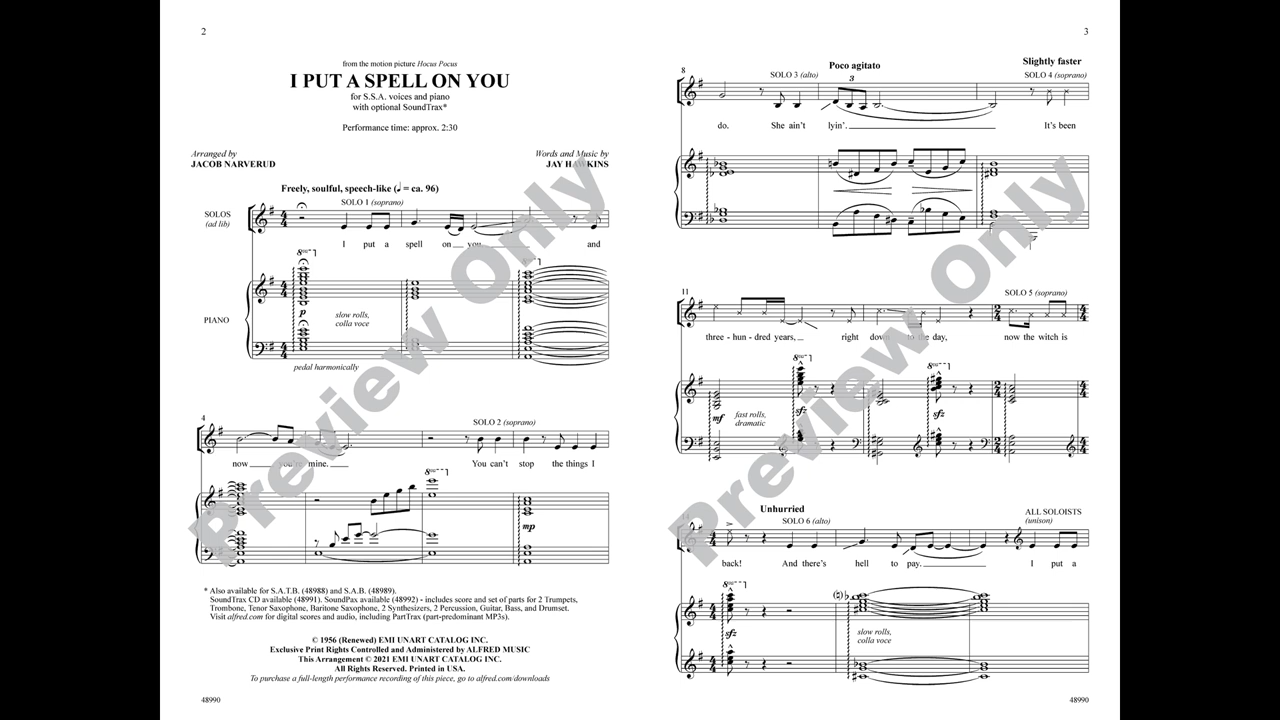 2
from the motion picture Hocus Pocus
I PUT A SPELL ON YOU
for S.S.A. voices and piano
with optional SoundTrax*
Performance time: approx. 2:30
Arranged by
JACOB NARVERUD
Words and Music by
JAY HAWKINS
Freely, soulful, speech-like (♩ = ca. 96)
SOLO 1 (soprano)
SOLOS
(ad lib)
I put a spell on you and
8va
8va
PIANO
p
slow rolls,
colla voce
pedal harmonically
4
SOLO 2 (soprano)
now you're mine. You can't stop the things I
8va
mp
* Also available for S.A.T.B. (48988) and S.A.B. (48989).
SoundTrax CD available (48991). SoundPax available (48992) - includes score and set of parts for 2 Trumpets,
Trombone, Tenor Saxophone, Baritone Saxophone, 2 Synthesizers, 2 Percussion, Guitar, Bass, and Drumset.
Visit alfred.com for digital scores and audio, including PartTrax (part-predominant MP3s).
© 1956 (Renewed) EMI UNART CATALOG INC.
Exclusive Print Rights Controlled and Administered by ALFRED MUSIC
This Arrangement © 2021 EMI UNART CATALOG INC.
All Rights Reserved. Printed in USA.
To purchase a full-length performance recording of this piece, go to alfred.com/downloads
48990
Preview Only
3
Poco agitato
Slightly faster
8
SOLO 3 (alto)
3
SOLO 4 (soprano)
do. She ain't lyin'. It's been
11
SOLO 5 (soprano)
three - hun - dred years, right down to the day, now the witch is
8va
8va
mf
fast rolls,
dramatic
sfz
sfz
Unhurried
SOLO 6 (alto)
ALL SOLOISTS
(unison)
back! And there's hell to pay. I put a
8va
sfz
slow rolls,
colla voce
48990
Preview Only